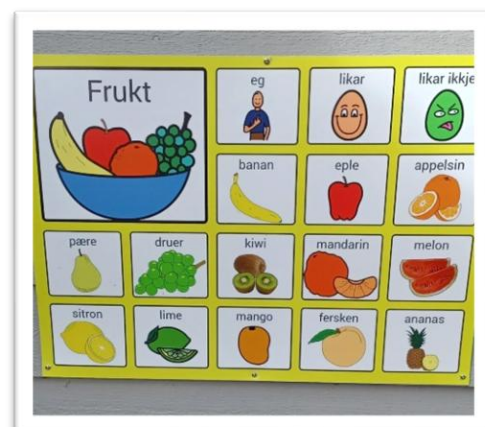 Frukt
eg
likar
likar ikkje
banan
eple
appelsin
pære
druer
kiwi
mandarin
melon
sitron
lime
mango
fersken
ananas